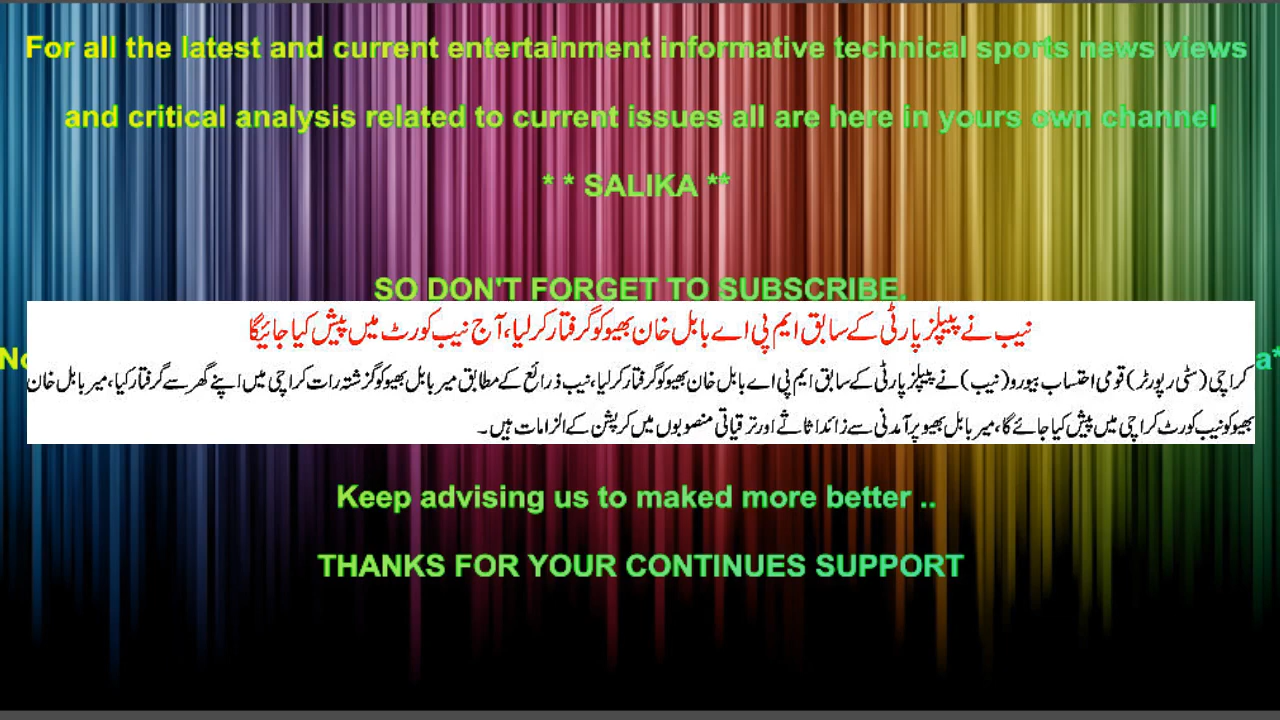 For all the latest and current entertainment informative technical sports news views
and critical analysis related to current issues all are here in yours own channel
* * SALIKA **
SO DON'T FORGET TO SUBSCRIBE.
نیب نے پیپلز پارٹی کے سابق ایم پی اے بابل خان بھیو کو گرفتار کرلیا، آج نیب کورٹ میں پیش کیا جائیگا
کراچی (سٹی رپورٹر) قومی احتساب بیورو (نیب) نے پیپلز پارٹی کے سابق ایم پی اے بابل خان بھیو کو گرفتار کرلیا، نیب ذرائع کے مطابق میر بابل بھیو کو گزشتہ رات کراچی میں اپنے گھر سے گرفتار کیا، میر بابل خان
بھیو کو نیب کورٹ کراچی میں پیش کیا جائے گا، میر بابل بھیو پر آمدنی سے زائد اثاثے اور ترقیاتی منصوبوں میں کرپشن کے الزامات ہیں۔
Keep advising us to maked more better ..
THANKS FOR YOUR CONTINUES SUPPORT